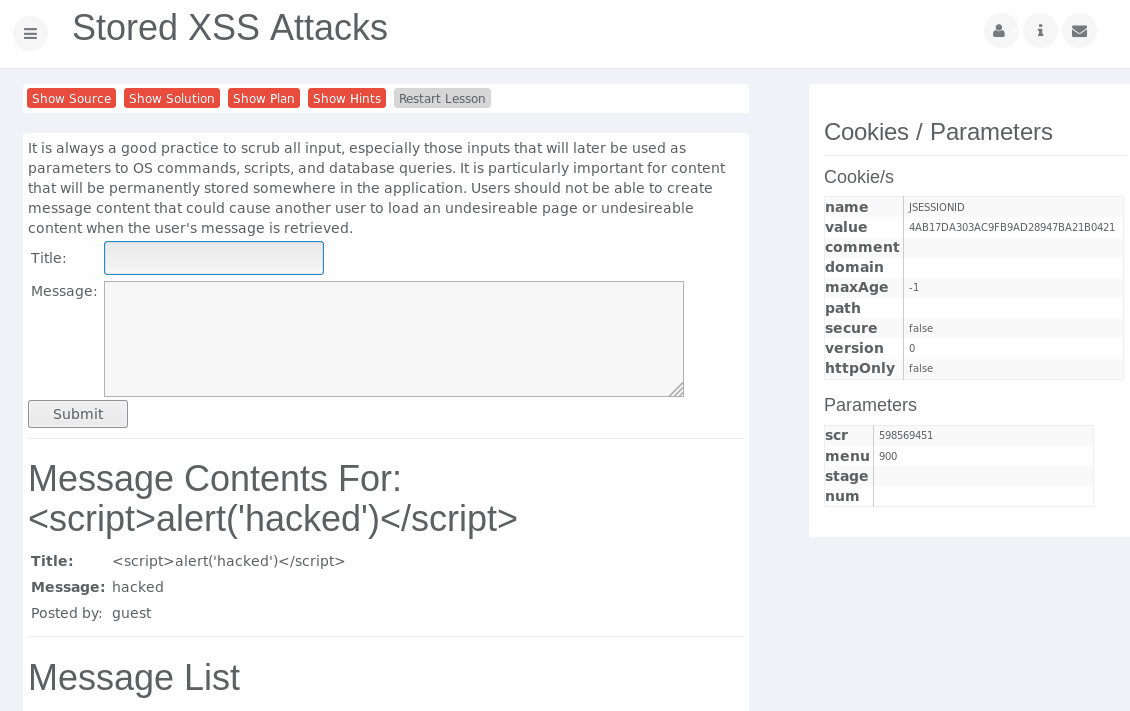 Stored XSS Attacks
Show Source Show Solution Show Plan Show Hints Restart Lesson
It is always a good practice to scrub all input, especially those inputs that will later be used as
parameters to OS commands, scripts, and database queries. It is particularly important for content
that will be permanently stored somewhere in the application. Users should not be able to create
message content that could cause another user to load an undesireable page or undesireable
content when the user's message is retrieved.
Title:
Message:
Submit
Message Contents For:
<script>alert('hacked')</script>
Title: <script>alert('hacked')</script>
Message: hacked
Posted by: guest
Message List
Cookies / Parameters
Cookie/s
name JSESSIONID
value 4AB17DA303AC9FB9AD28947BA21B0421
comment
domain
maxAge -1
path
secure false
version 0
httpOnly false
Parameters
scr 598569451
menu 900
stage
num